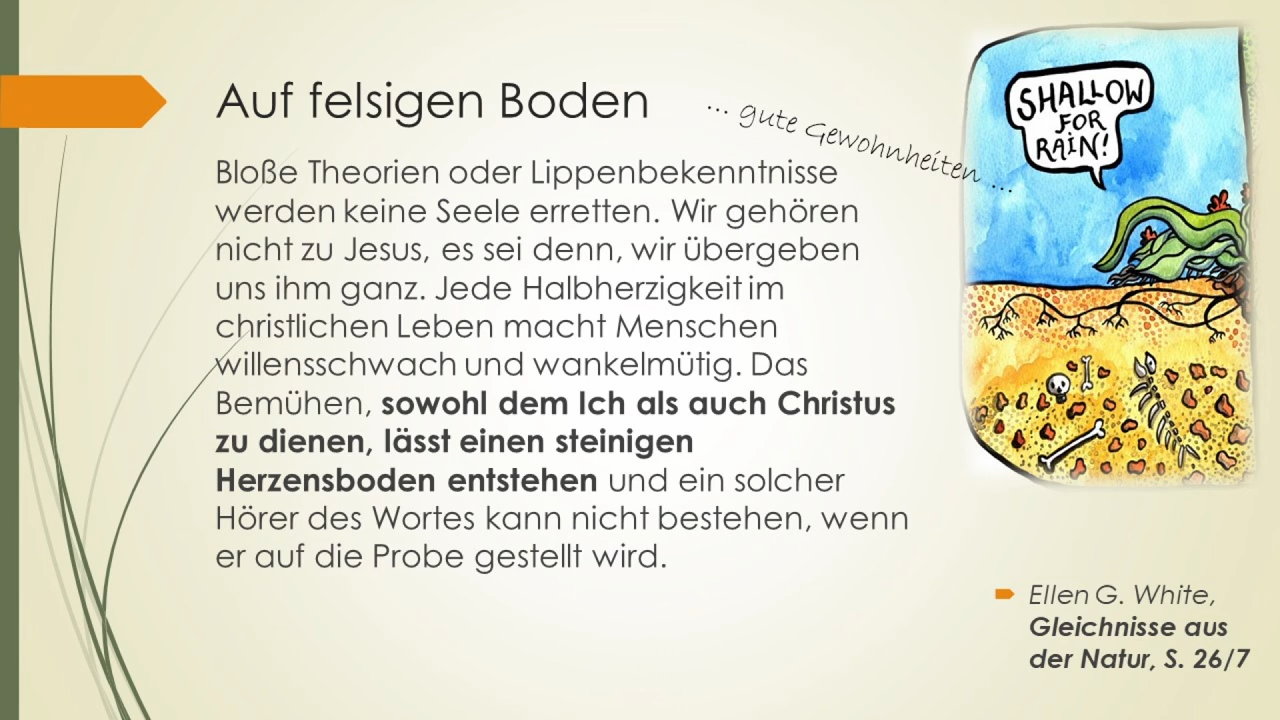 Auf felsigen Boden
... gute Gewohnheiten ...
Bloße Theorien oder Lippenbekenntnisse
werden keine Seele erretten. Wir gehören
nicht zu Jesus, es sei denn, wir übergeben
uns ihm ganz. Jede Halbherzigkeit im
christlichen Leben macht Menschen
willensschwach und wankelmütig. Das
Bemühen, sowohl dem Ich als auch Christus
zu dienen, lässt einen steinigen
Herzensboden entstehen und ein solcher
Hörer des Wortes kann nicht bestehen, wenn
er auf die Probe gestellt wird.
SHALLOW
FOR
RAIN!
Ellen G. White,
Gleichnisse aus
der Natur, S. 26/7